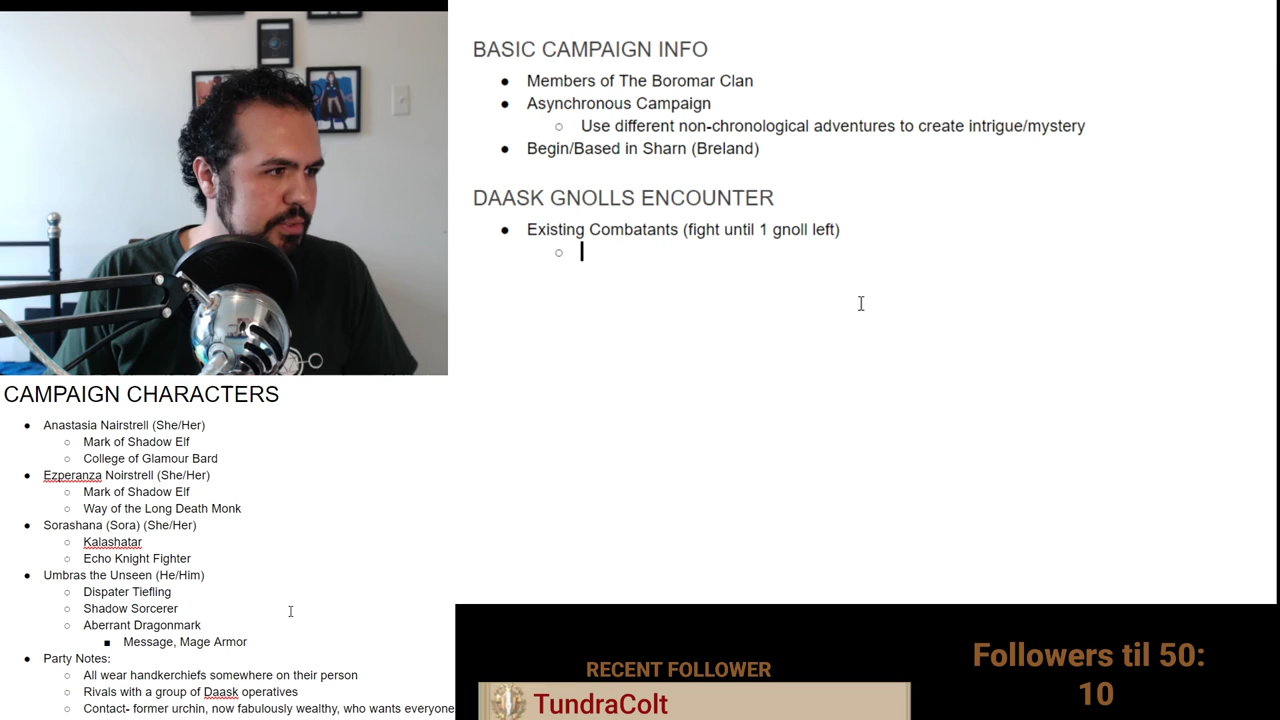 BASIC CAMPAIGN INFO
● Members of The Boromar Clan
● Asynchronous Campaign
○ Use different non-chronological adventures to create intrigue/mystery
● Begin/Based in Sharn (Breland)
DAASK GNOLLS ENCOUNTER
● Existing Combatants (fight until 1 gnoll left)
○
CAMPAIGN CHARACTERS
● Anastasia Nairstrell (She/Her)
○ Mark of Shadow Elf
○ College of Glamour Bard
● Ezperanza Noirstrell (She/Her)
○ Mark of Shadow Elf
○ Way of the Long Death Monk
● Sorashana (Sora) (She/Her)
○ Kalashatar
○ Echo Knight Fighter
● Umbras the Unseen (He/Him)
○ Dispater Tiefling
○ Shadow Sorcerer
○ Aberrant Dragonmark
■ Message, Mage Armor
● Party Notes:
○ All wear handkerchiefs somewhere on their person
○ Rivals with a group of Daask operatives
○ Contact- former urchin, now fabulously wealthy, who wants everyone
RECENT FOLLOWER
TundraColt
Followers til 50:
10